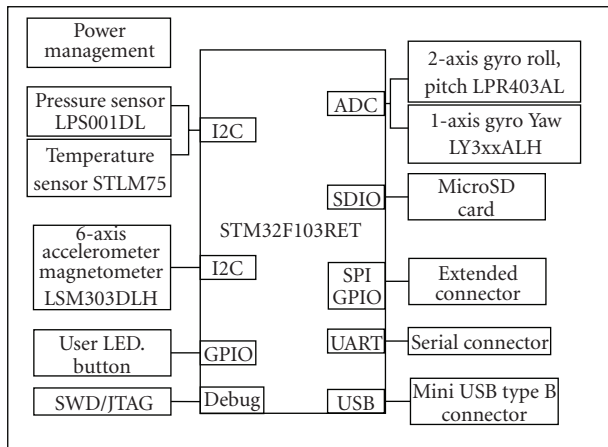 Power
management
Pressure sensor
LPS001DL
Temperature
sensor STLM75
6-axis
accelerometer
magnetometer
LSM303DLH
User LED.
button
SWD/JTAG
I2C
I2C
GPIO
Debug
STM32F103RET
ADC
SDIO
SPI
GPIO
UART
USB
2-axis gyro roll,
pitch LPR403AL
1-axis gyro Yaw
LY3xxALH
MicroSD
card
Extended
connector
Serial connector
Mini USB type B
connector